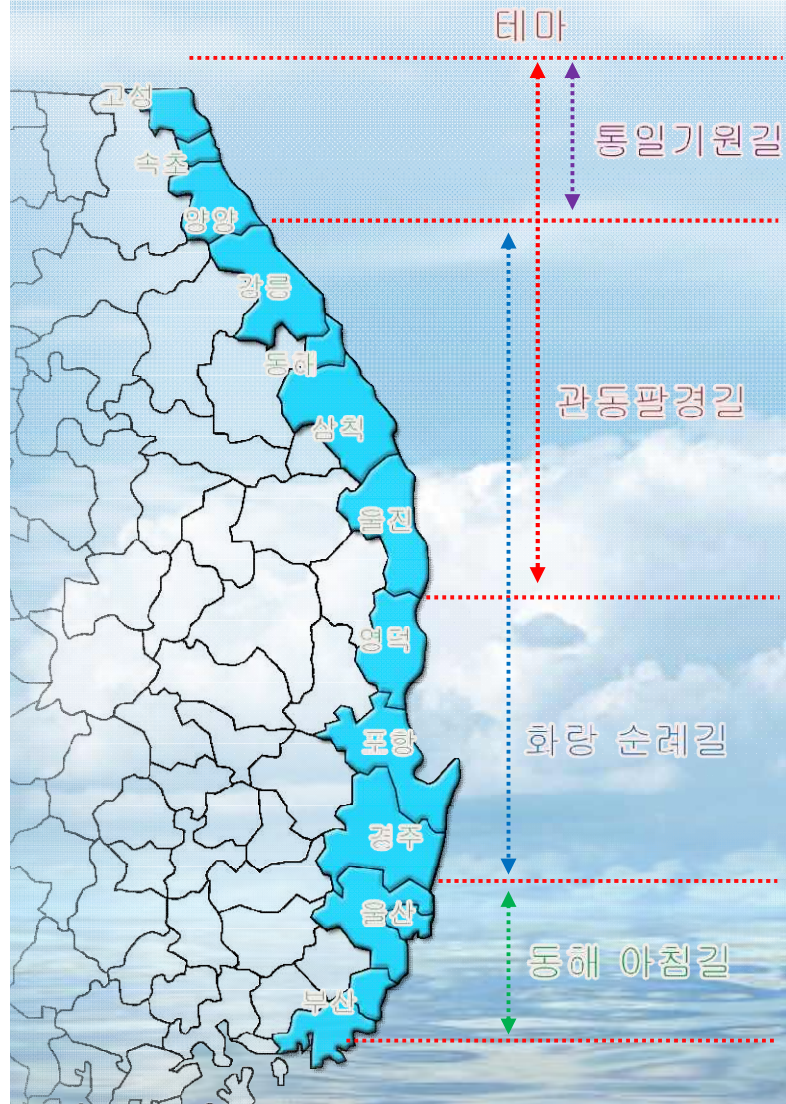 테마
고성
통일기원길
속초
양양
강릉
동해
관동팔경길
삼척
울진
영덕
포항
화랑 순례길
경주
울산
동해 아침길
부산